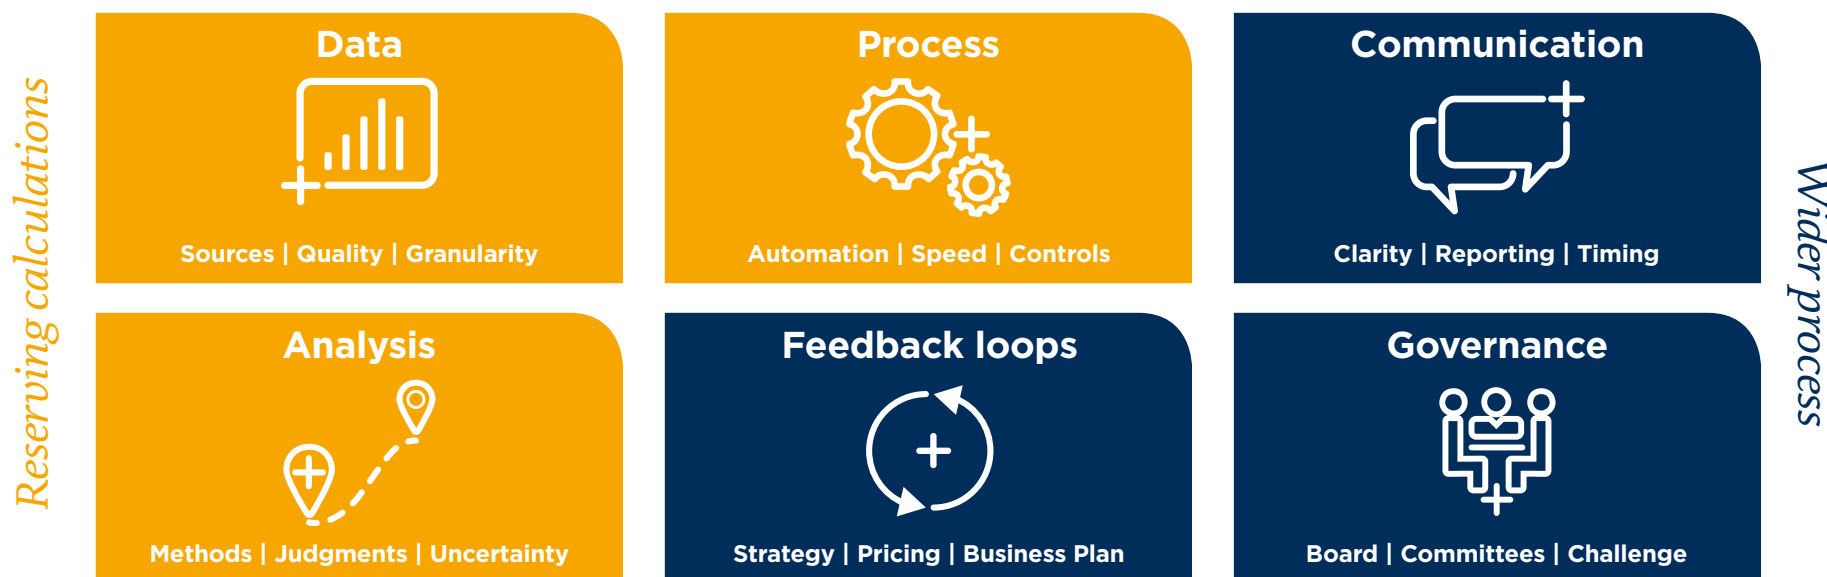 Reserving calculations
Data
Sources | Quality | Granularity
Process
Automation | Speed | Controls
Communication
Clarity | Reporting | Timing
Analysis
Methods | Judgments | Uncertainty
Feedback loops
Strategy | Pricing | Business Plan
Governance
Board | Committees | Challenge
Wider process